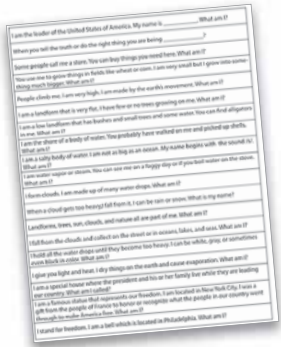 I am the leader of the United States of America. My name is ____________. What am I?
When you tell the truth or do the right thing you are being ____________?
Some people call me a store. You can buy things you need here. What am I?
You use me to grow things in fields like wheat or corn. I am very small but I grow into some-
thing much bigger. What am I?
People climb me. I am very high. I am made by the earth's movement. What am I?
I am a landform that is very flat. I have few or no trees growing on me. What am I?
I am a low landform that has bushes and small trees and some water. You can find alligators
in me. What am I?
I am the shore of a body of water. You probably have walked on me and picked up shells.
What am I?
I am a salty body of water. I am not as big as an ocean. My name begins with the sound /s/.
What am I?
I am water vapor or steam. You can see me on a foggy day or if you boil water on the stove.
What am I?
I form clouds. I am made up of many water drops. What am I?
When a cloud gets too heavy I fall from it. I can be rain or snow. What is my name?
Landforms, trees, sun, clouds, and nature are all part of me. What am I?
I fall from the clouds and collect on the street or in oceans, lakes, and seas. What am I?
I hold all the water drops until they become too heavy. I can be white, gray, or sometimes
even black in color. What am I?
I give you light and heat. I dry things on the earth and cause evaporation. What am I?
I am a special house where the president and his or her family live while they are leading
our country. What am I called?
I am a famous statue that represents our freedom. I am located in New York City. I was a
gift from the people of France to honor or recognize what the people in our country went
through to make America free. What am I?
I stand for freedom. I am a bell which is located in Philadelphia. What am I?